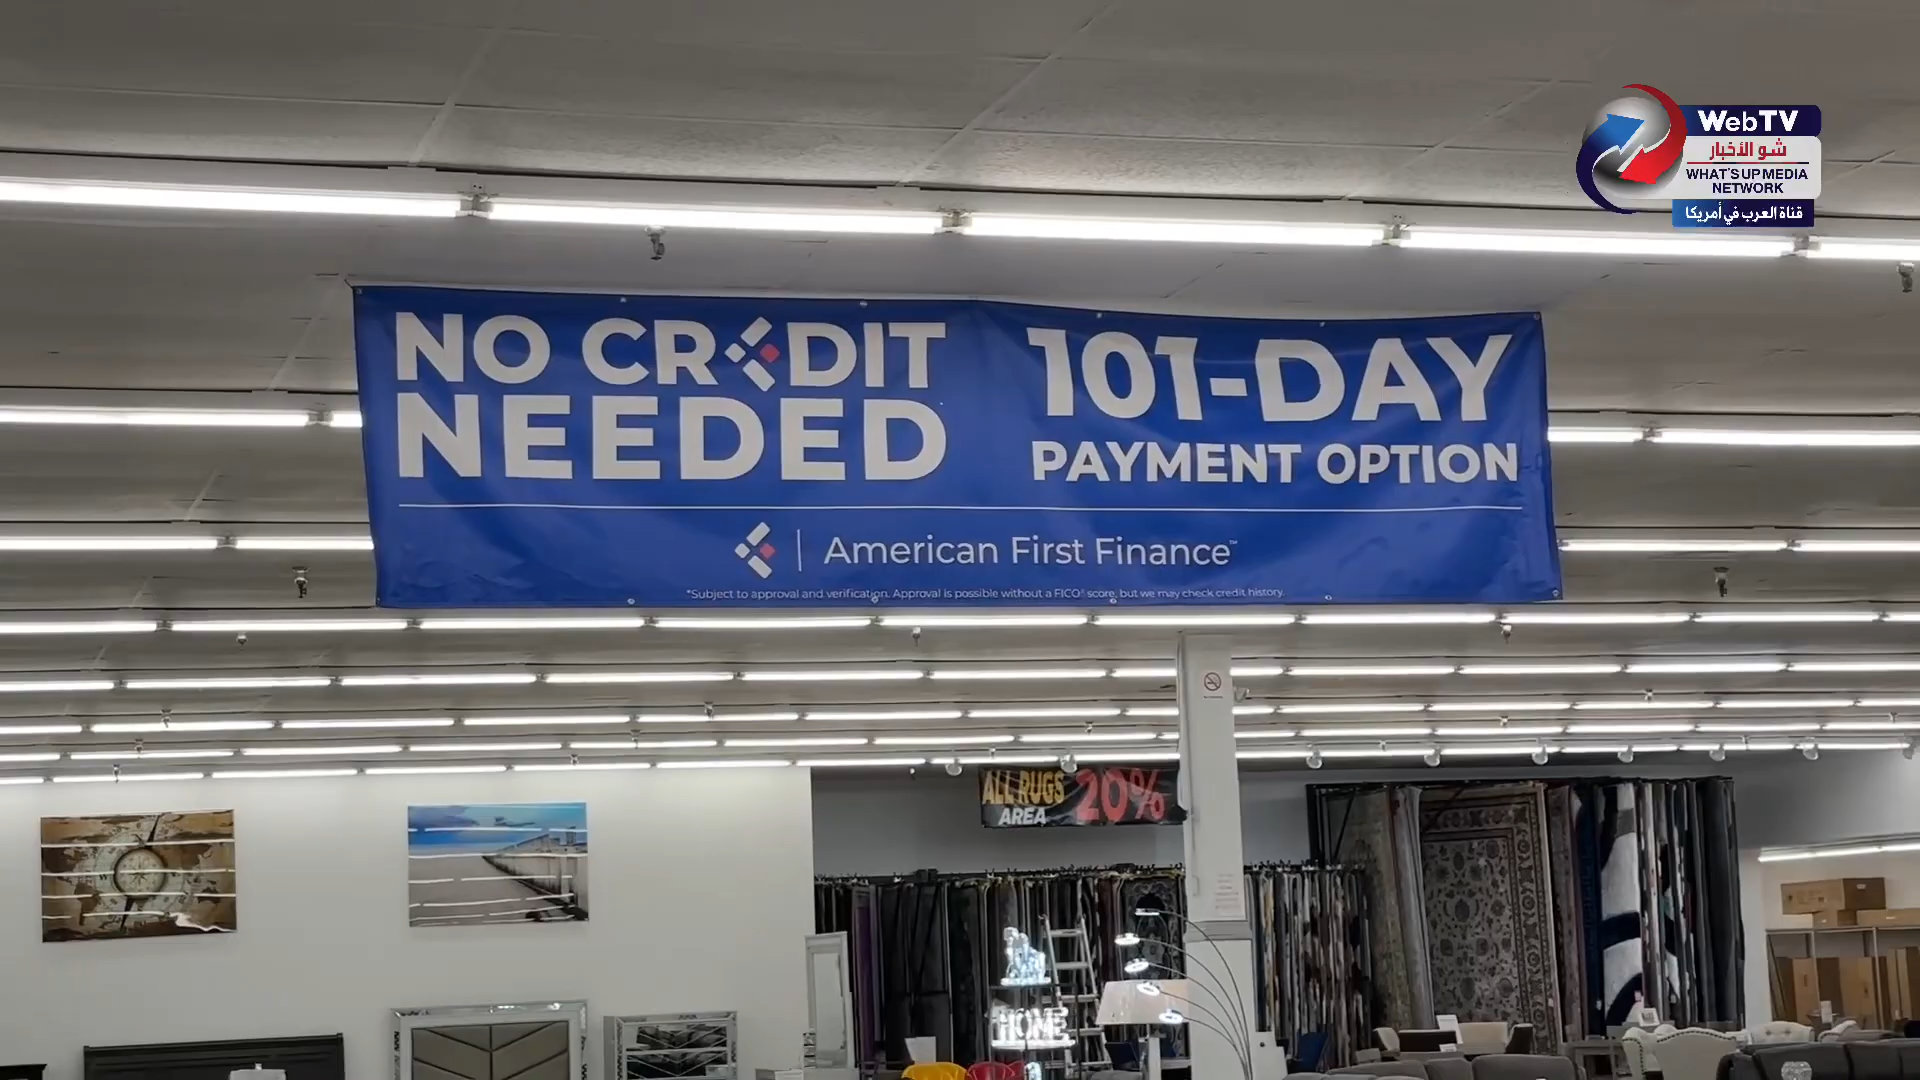 WebTV
شو الأخبار
WHAT'S UP MEDIA
NETWORK
قناة العرب في أمريكا
NO CREDIT
NEEDED
101-DAY
PAYMENT OPTION
American First Finance™
*Subject to approval and verification. Approval is possible without a FICO® score, but we may check credit history.
ALL RUGS
AREA
20%
HOME